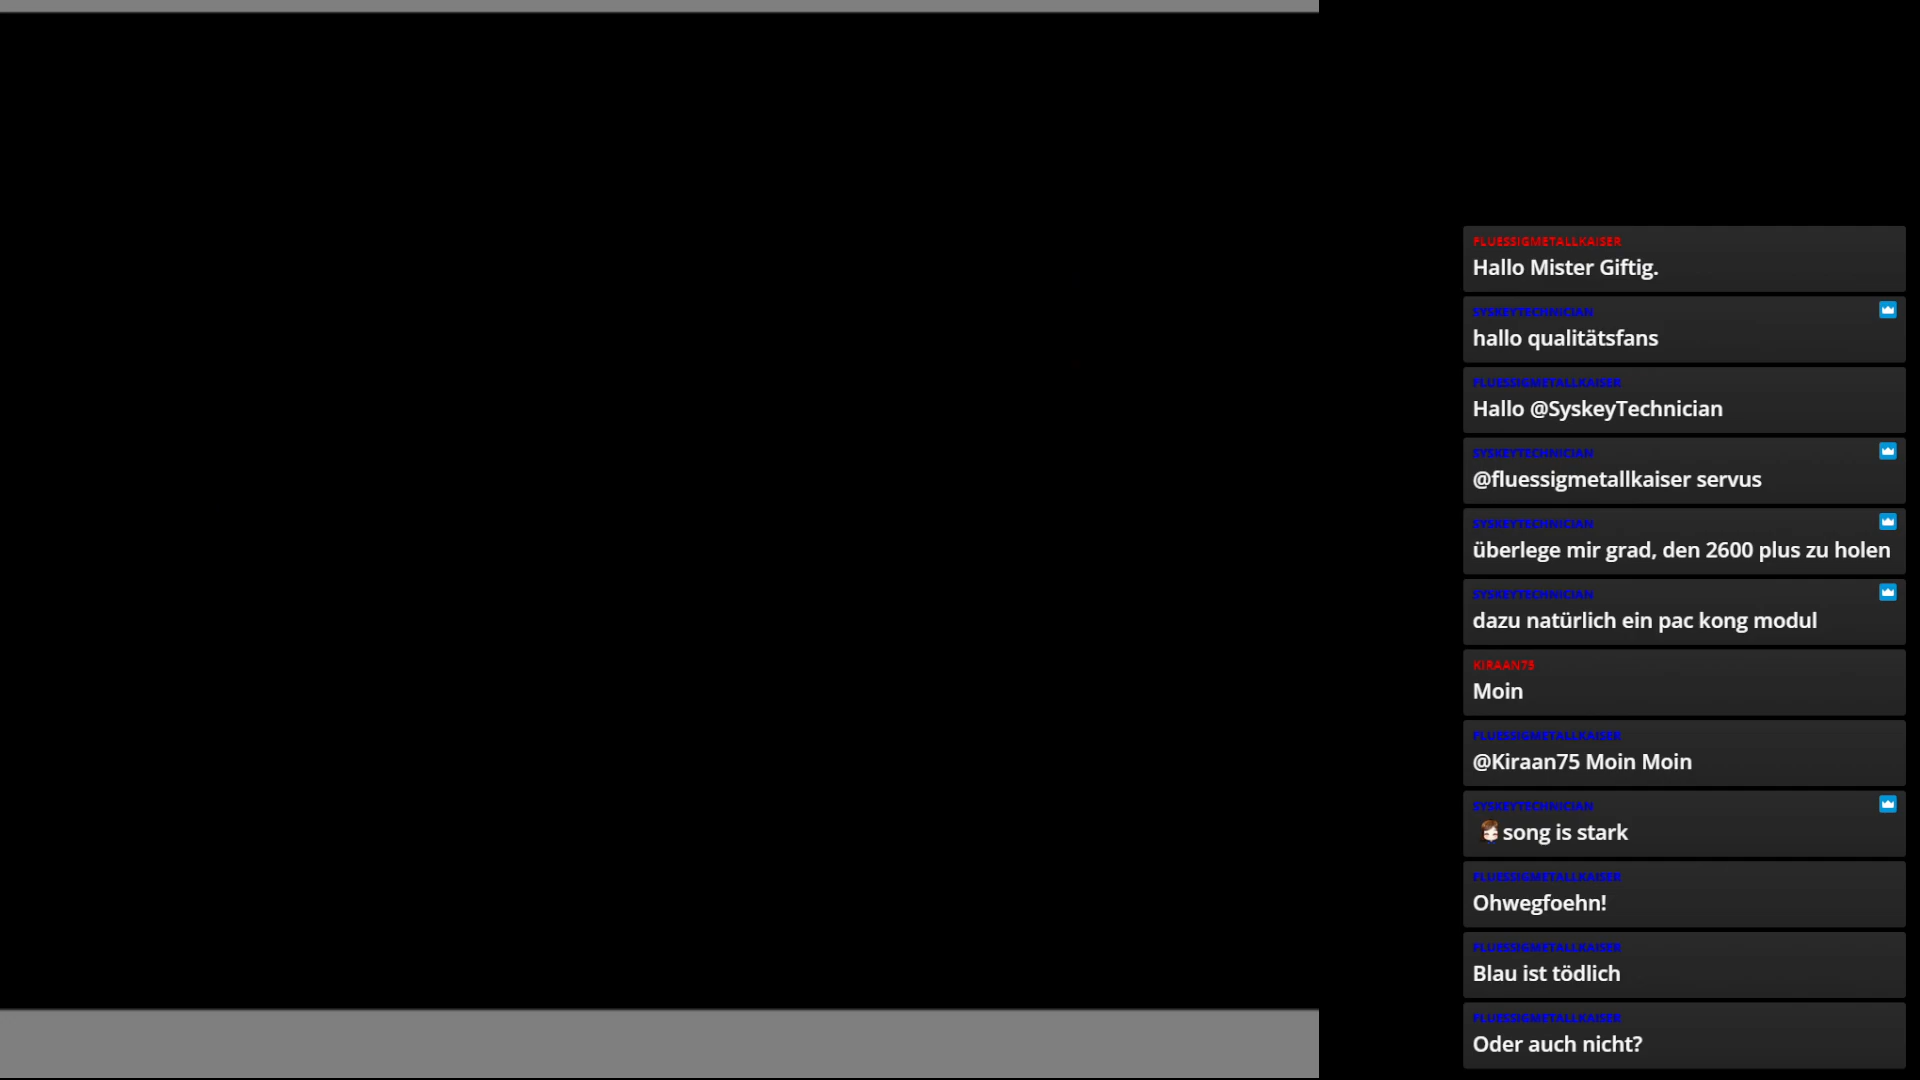 FLUESSIGMETALLKAISER
Hallo Mister Giftig.
SYSKEYTECHNICIAN
hallo qualitätsfans
FLUESSIGMETALLKAISER
Hallo @SyskeyTechnician
SYSKEYTECHNICIAN
@fluessigmetallkaiser servus
SYSKEYTECHNICIAN
überlege mir grad, den 2600 plus zu holen
SYSKEYTECHNICIAN
dazu natürlich ein pac kong modul
KIRAAN75
Moin
FLUESSIGMETALLKAISER
@Kiraan75 Moin Moin
SYSKEYTECHNICIAN
song is stark
FLUESSIGMETALLKAISER
Ohwegfoehn!
FLUESSIGMETALLKAISER
Blau ist tödlich
FLUESSIGMETALLKAISER
Oder auch nicht?